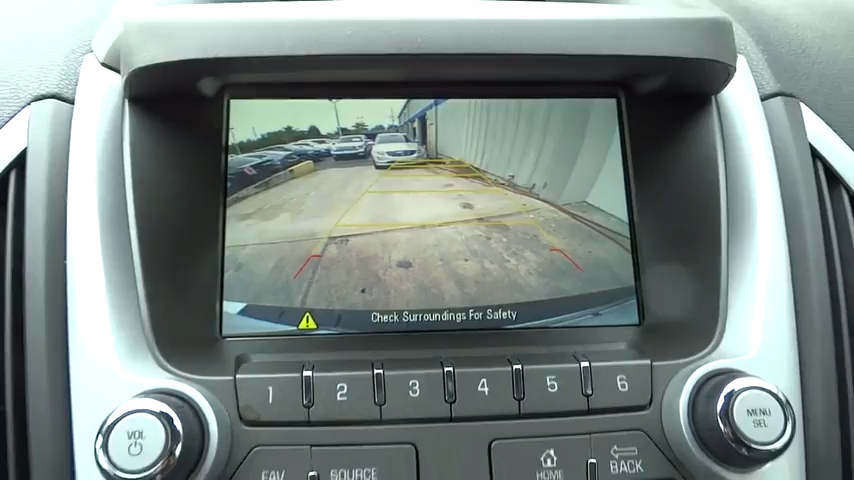 Check Surroundings For Safety
1 2 3 4 5 6
VOL
MENU
SEL
FAV SOURCE HOME BACK